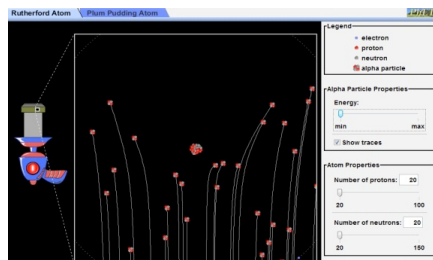 Rutherford Atom
Plum Pudding Atom
Legend
electron
proton
neutron
alpha particle
Alpha Particle Properties
Energy:
min max
Show traces
Atom Properties
Number of protons: 20
20 100
Number of neutrons: 20
20 150